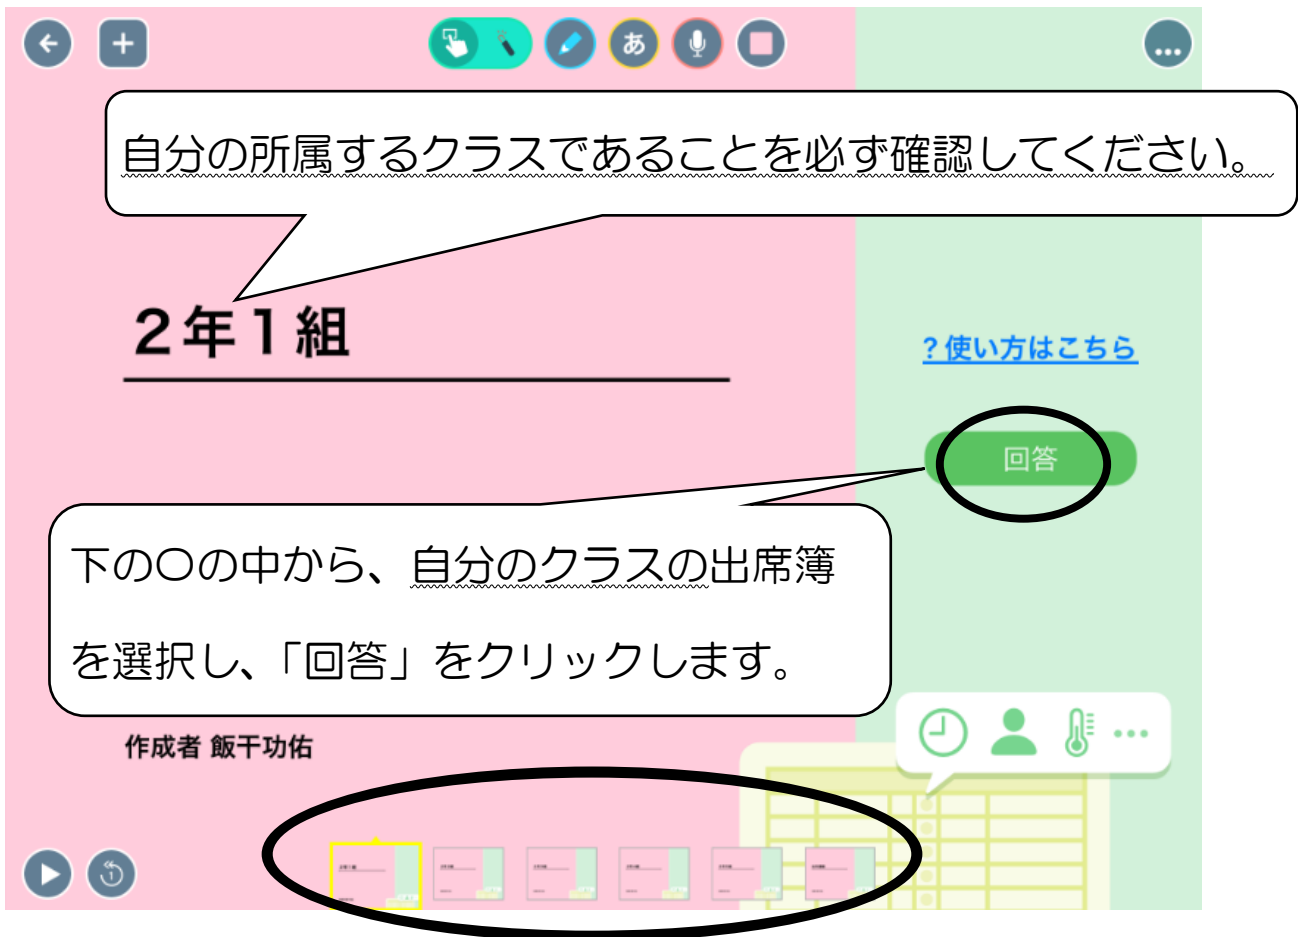 あ
...
自分の所属するクラスであることを必ず確認してください。
2年1組
?使い方はこちら
回答
下の〇の中から、自分のクラスの出席簿
を選択し、「回答」をクリックします。
作成者 飯干功佑
1